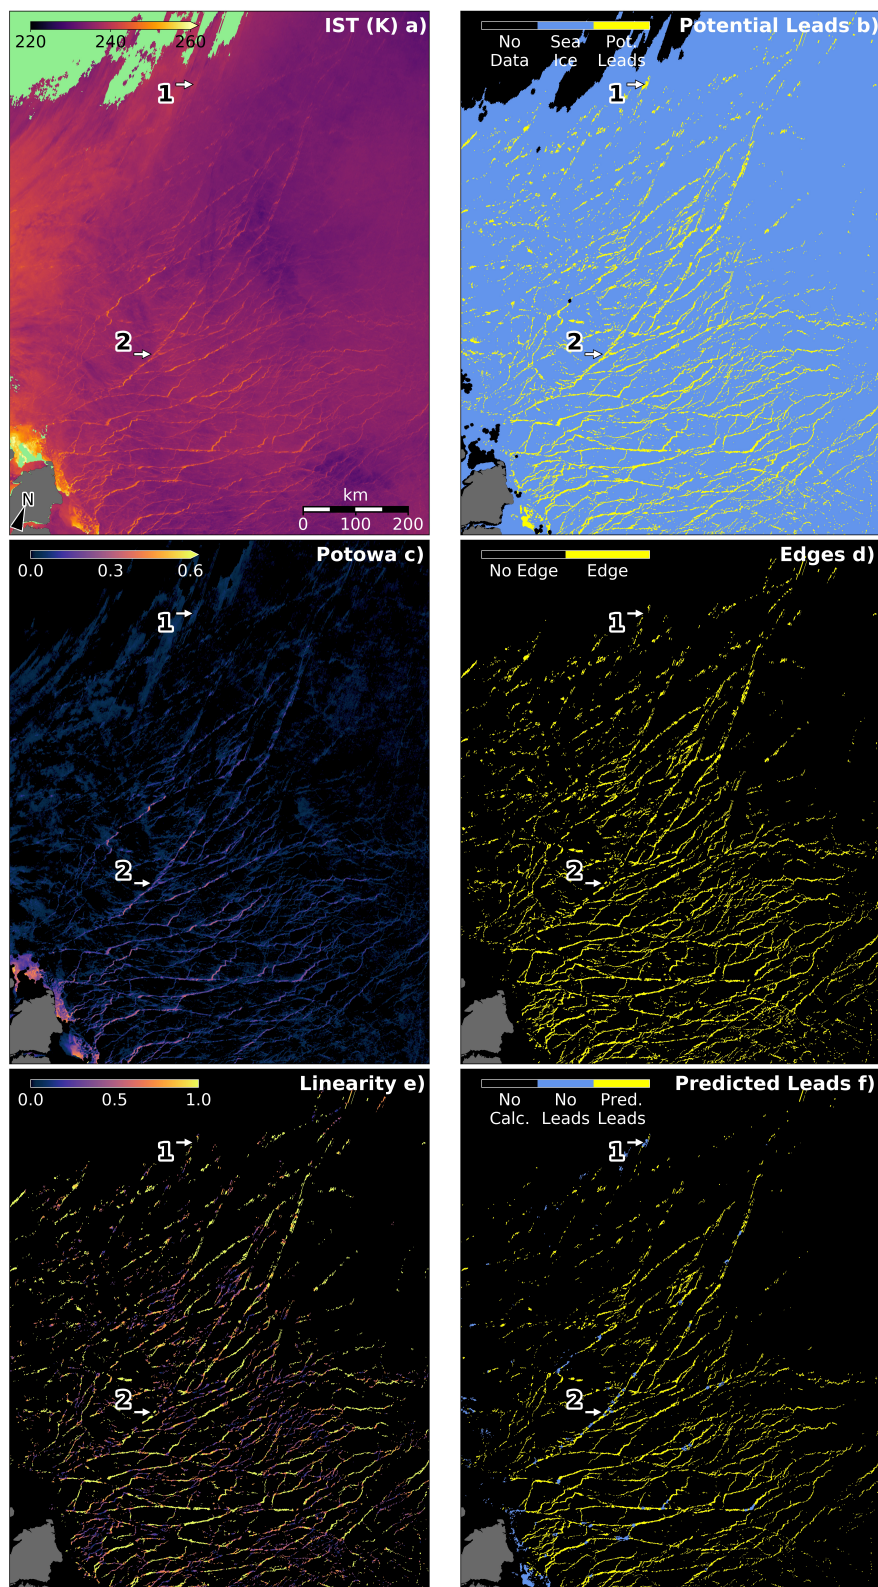 IST (K) a)
220 240 260
1
2
N
km
0 100 200
Potential Leads b)
No Data
Sea Ice
Pot. Leads
1
2
Potowa c)
0.0 0.3 0.6
1
2
Edges d)
No Edge Edge
1
2
Linearity e)
0.0 0.5 1.0
1
2
Predicted Leads f)
No Calc.
No Leads
Pred. Leads
1
2